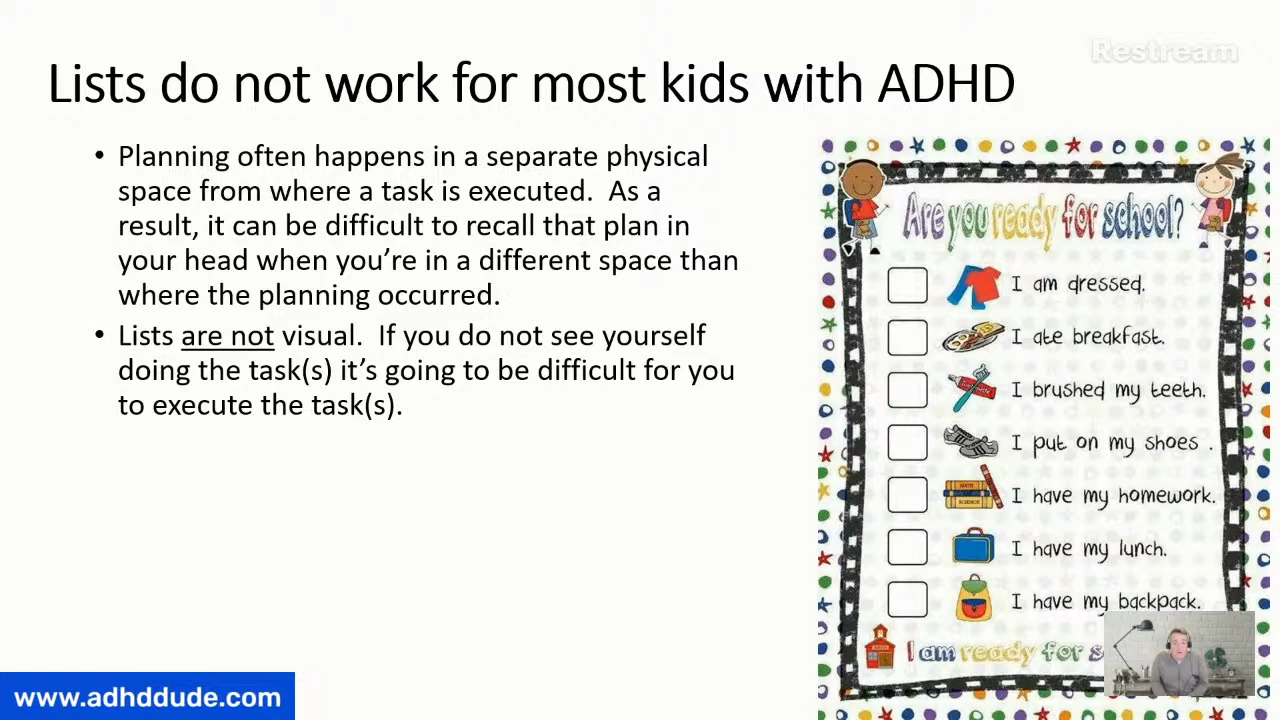 Restream
Lists do not work for most kids with ADHD
• Planning often happens in a separate physical
space from where a task is executed.  As a
result, it can be difficult to recall that plan in
your head when you’re in a different space than
where the planning occurred.
• Lists are not visual.  If you do not see yourself
doing the task(s) it’s going to be difficult for you
to execute the task(s).
Are you ready for school?
I am dressed.
I ate breakfast.
I brushed my teeth.
I put on my shoes .
MATH
SCIENCE
I have my homework.
I have my lunch.
I have my backpack.
I am ready for s
www.adhddude.com